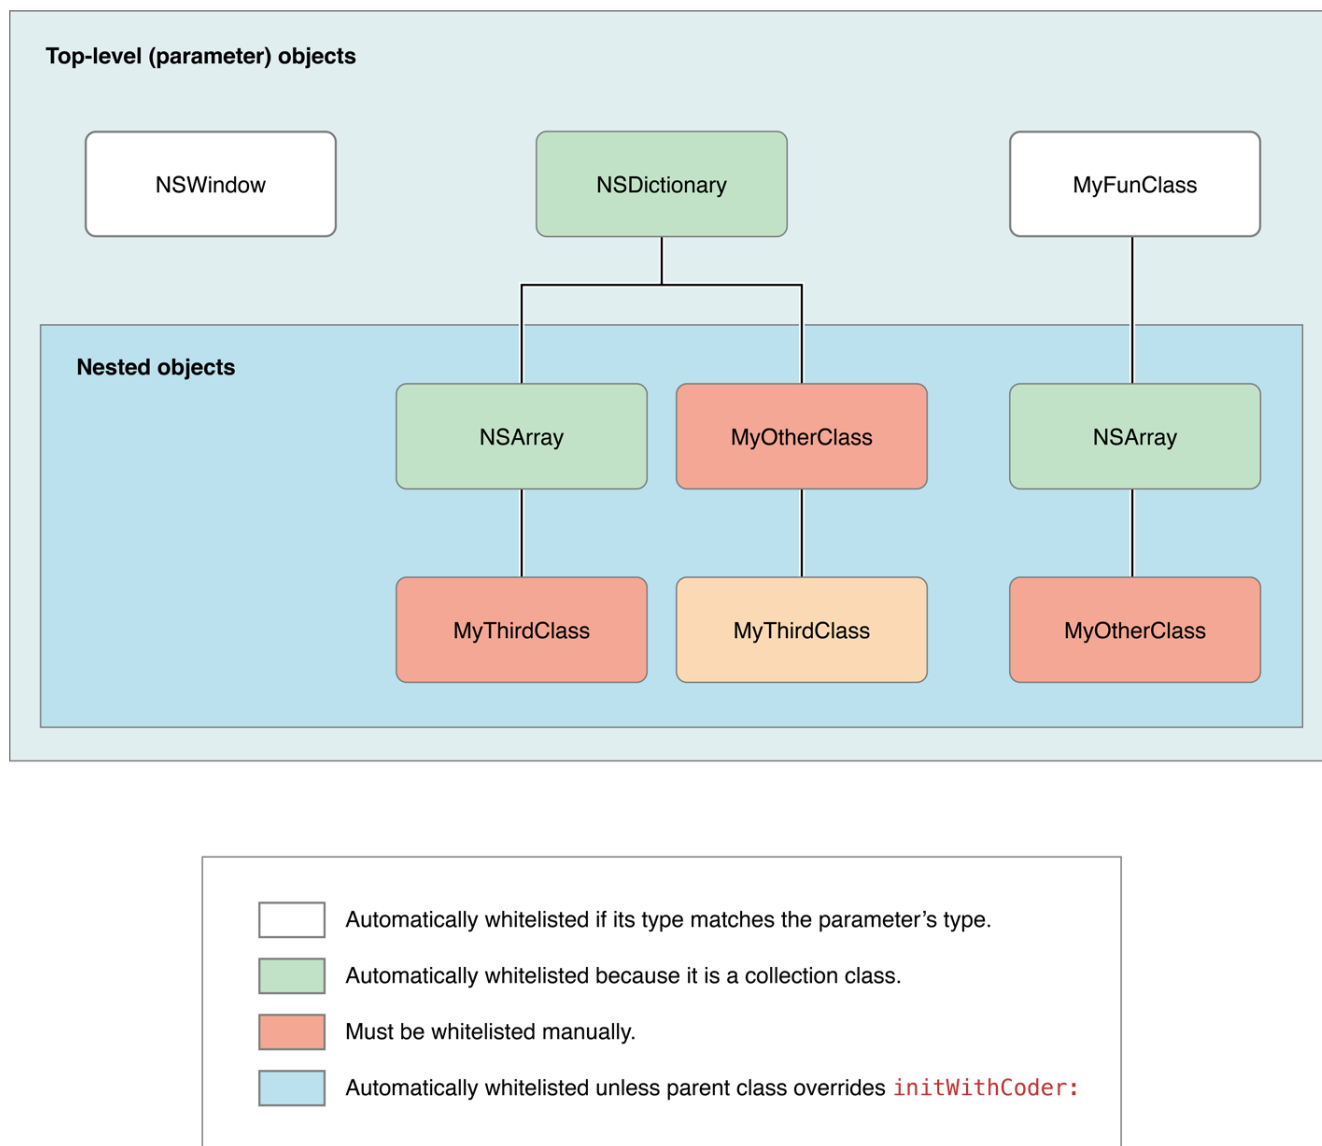 Top-level (parameter) objects
NSWindow
NSDictionary
MyFunClass
Nested objects
NSArray
MyOtherClass
NSArray
MyThirdClass
MyThirdClass
MyOtherClass
Automatically whitelisted if its type matches the parameter’s type.
Automatically whitelisted because it is a collection class.
Must be whitelisted manually.
Automatically whitelisted unless parent class overrides initWithCoder: